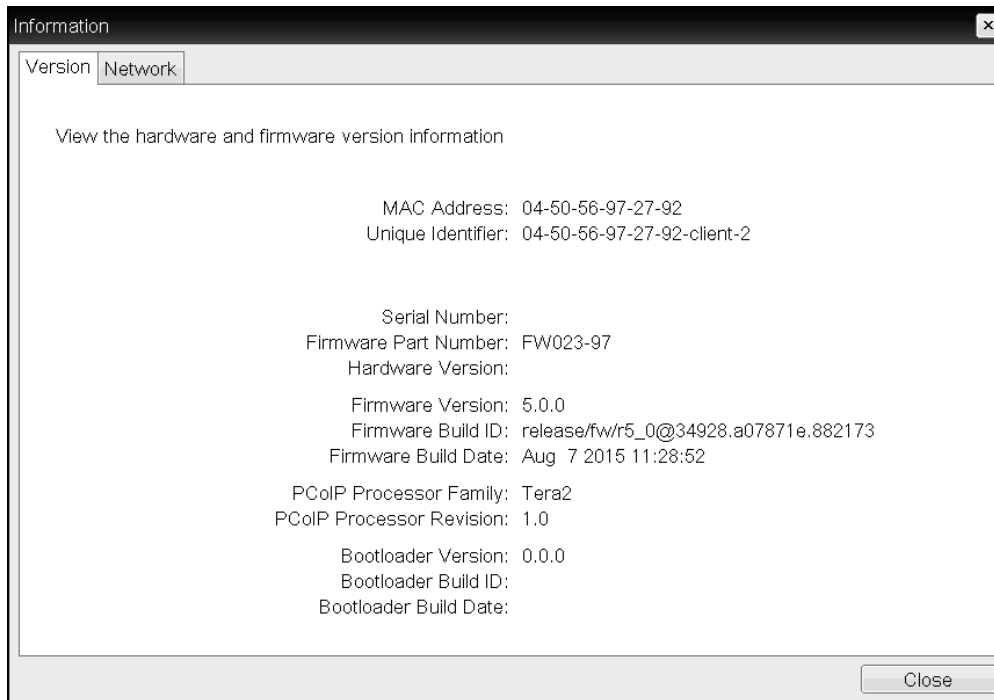 Information
Version Network
View the hardware and firmware version information
MAC Address: 04-50-56-97-27-92
Unique Identifier: 04-50-56-97-27-92-client-2
Serial Number:
Firmware Part Number: FW023-97
Hardware Version:
Firmware Version: 5.0.0
Firmware Build ID: release/fw/r5_0@34928.a07871e.882173
Firmware Build Date: Aug  7 2015 11:28:52
PCoIP Processor Family: Tera2
PCoIP Processor Revision: 1.0
Bootloader Version: 0.0.0
Bootloader Build ID:
Bootloader Build Date:
Close